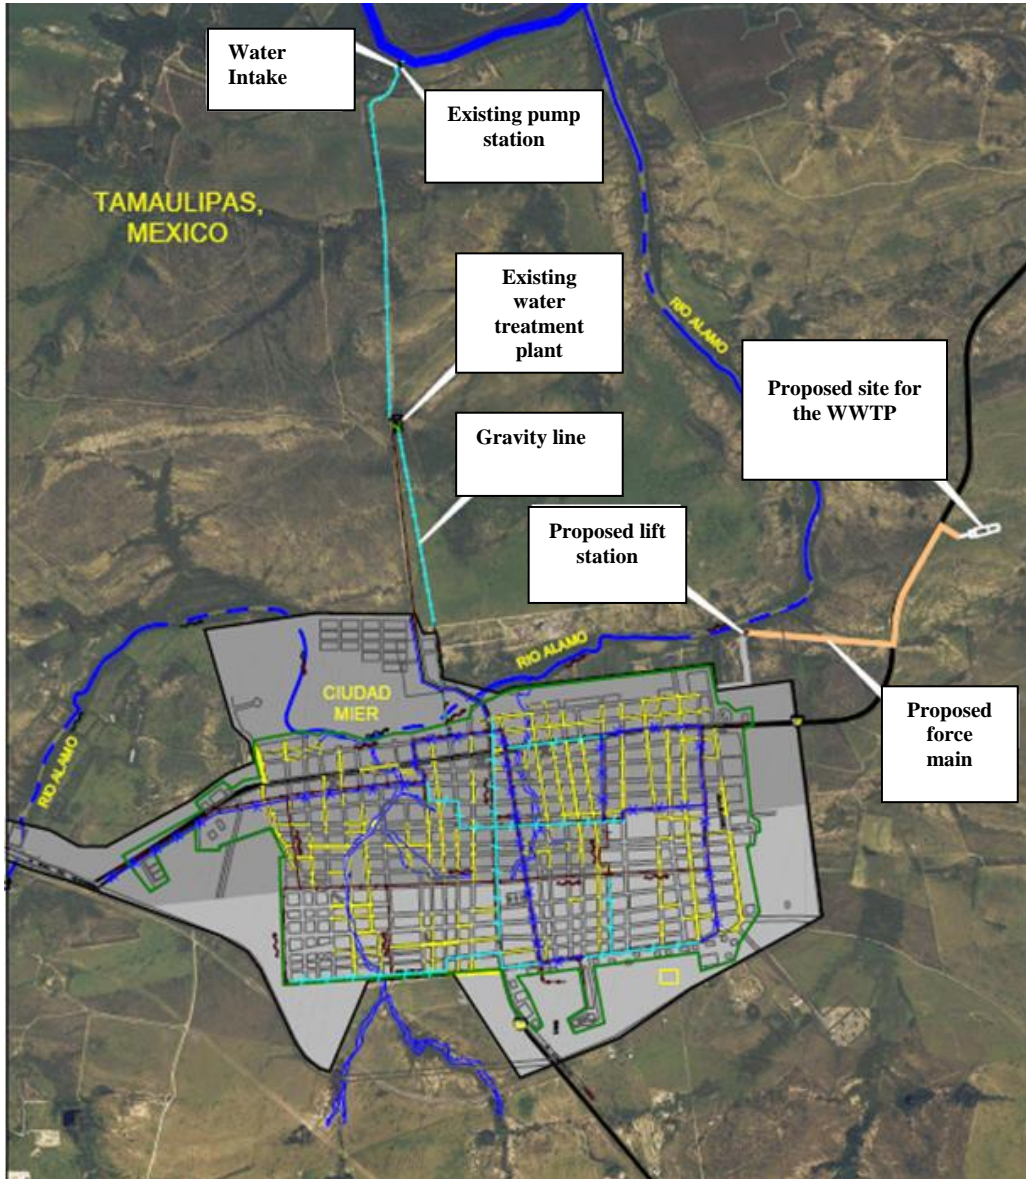 Water
Intake
Existing pump
station
TAMAULIPAS,
MEXICO
Existing
water
treatment
plant
RIO ALAMO
Proposed site for
the WWTP
Gravity line
Proposed lift
station
RIO ALAMO
CIUDAD
MIER
Proposed
force
main
RIO ALAMO